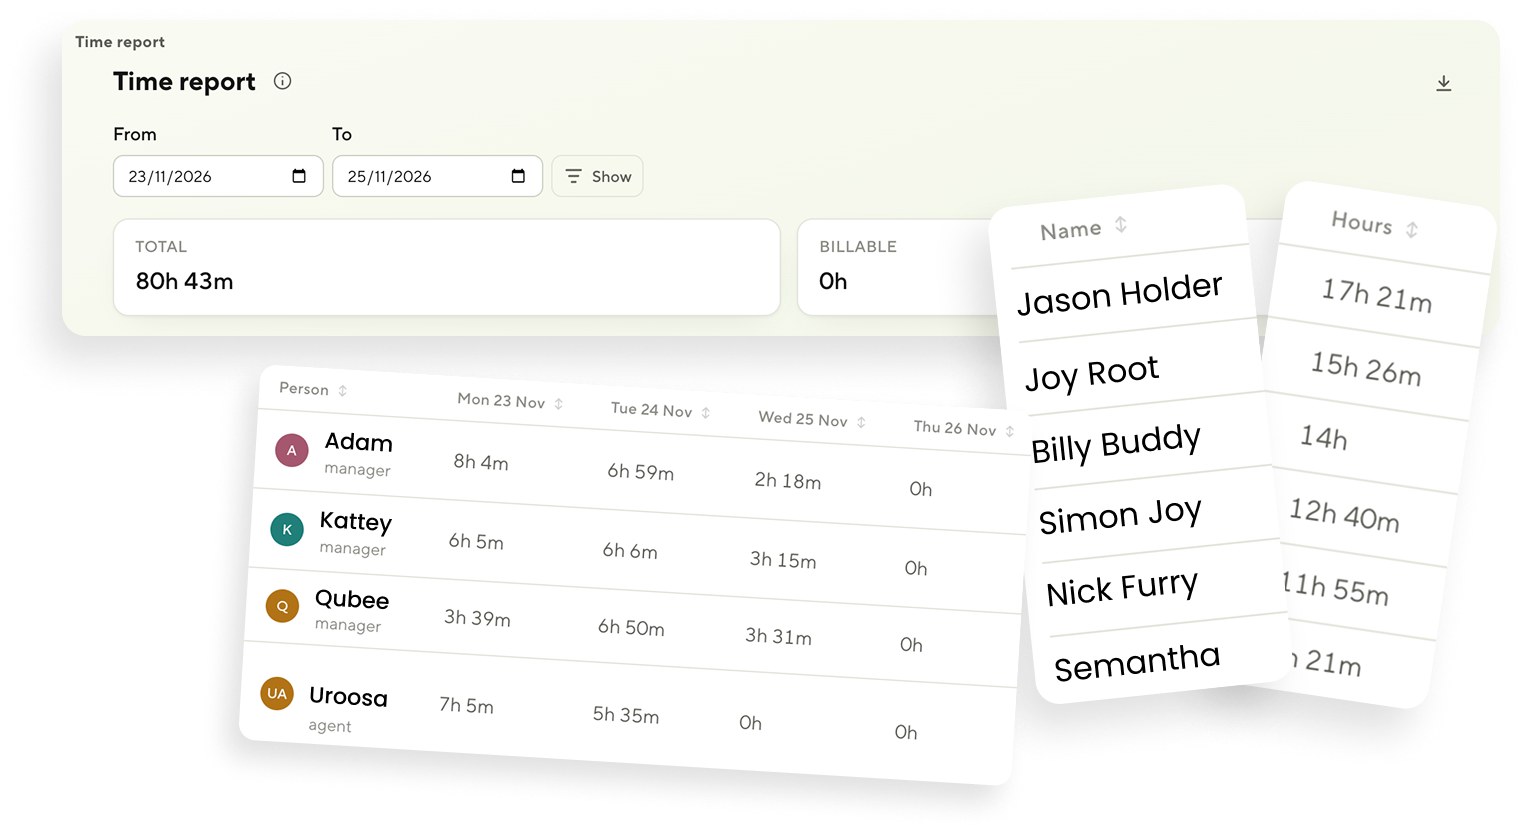 Time report
Time report
From To
23/11/2026 25/11/2026 Show
TOTAL
80h 43m
BILLABLE
0h
Person Mon 23 Nov Tue 24 Nov Wed 25 Nov Thu 26 Nov
A Adam 8h 4m 6h 59m 2h 18m 0h
manager
K Kattey 6h 5m 6h 6m 3h 15m 0h
manager
Q Qubee 3h 39m 6h 50m 3h 31m 0h
manager
UA Uroosa 7h 5m 5h 35m 0h 0h
agent
Name
Jason Holder
Joy Root
Billy Buddy
Simon Joy
Nick Furry
Semantha
Hours
17h 21m
15h 26m
14h
12h 40m
11h 55m
21m